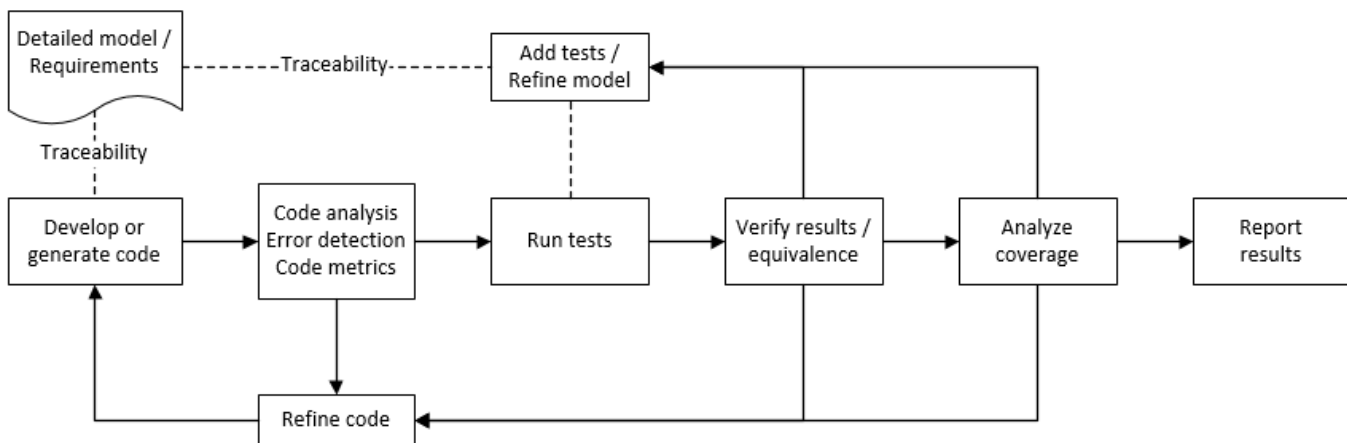 Detailed model /
Requirements
Traceability
Add tests /
Refine model
Traceability
Develop or
generate code
Code analysis
Error detection
Code metrics
Run tests
Verify results /
equivalence
Analyze
coverage
Report
results
Refine code